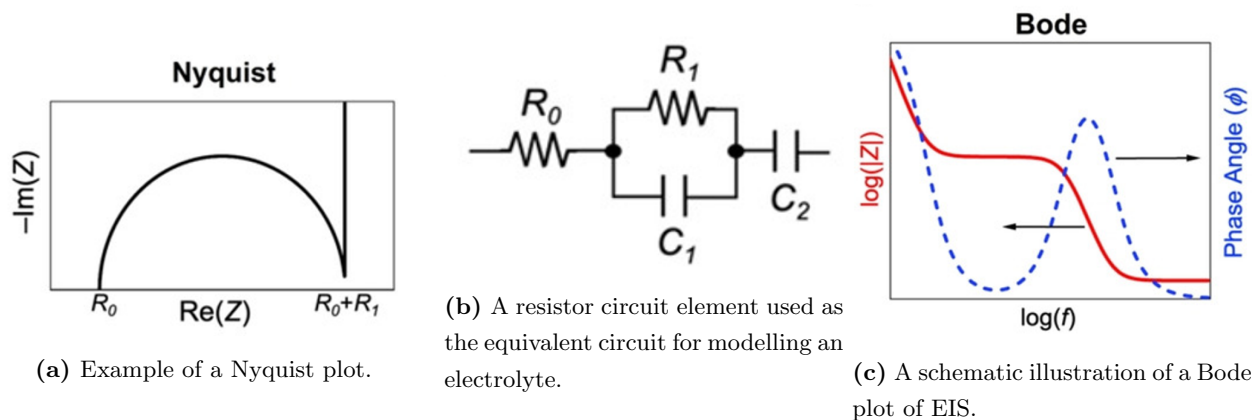 Nyquist
−Im(Z)
R0
Re(Z)
R0+R1
(a) Example of a Nyquist plot.
R0
R1
C1
C2
(b) A resistor circuit element used as
the equivalent circuit for modelling an
electrolyte.
Bode
log(|Z|)
Phase Angle (ϕ)
log(f)
(c) A schematic illustration of a Bode
plot of EIS.